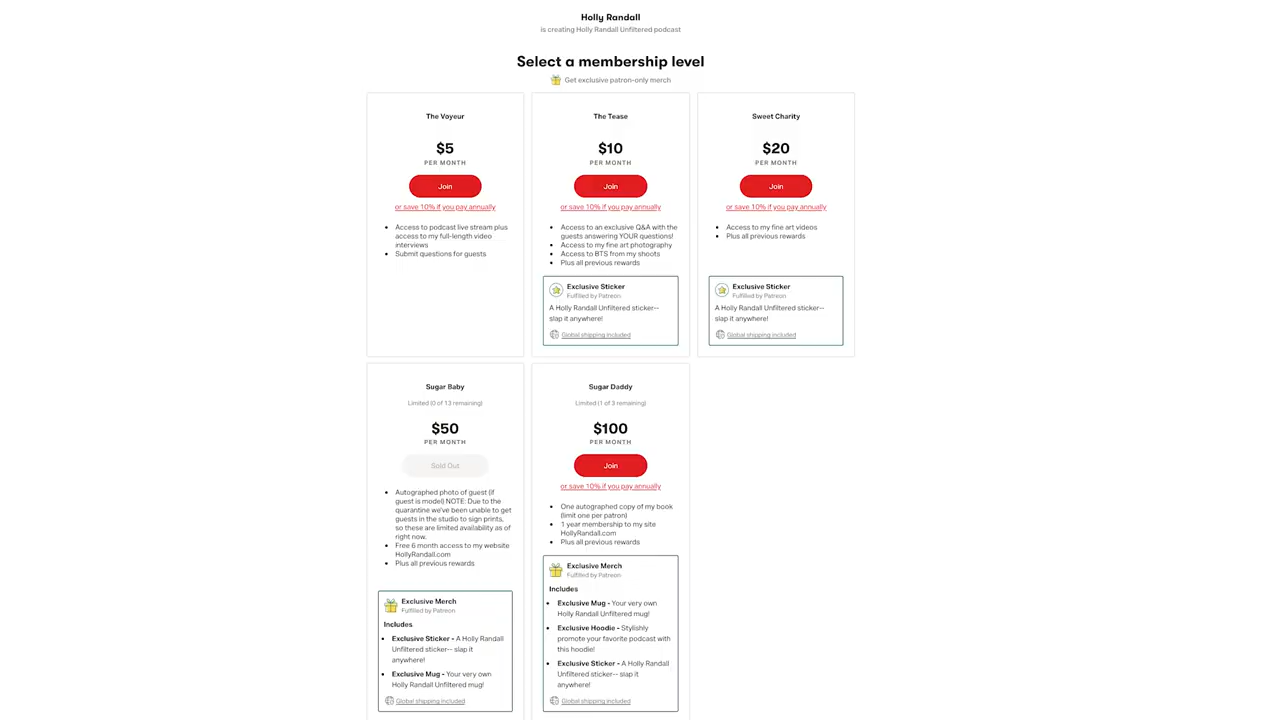 Holly Randall
is creating Holly Randall Unfiltered podcast
Select a membership level
Get exclusive patron-only merch
The Voyeur
$5
PER MONTH
Join
or save 10% if you pay annually
Access to podcast live stream plus
access to my full-length video
interviews
Submit questions for guests
The Tease
$10
PER MONTH
Join
or save 10% if you pay annually
Access to an exclusive Q&A with the
guests answering YOUR questions!
Access to my fine art photography
Access to BTS from my shoots
Plus all previous rewards
Exclusive Sticker
Fulfilled by Patreon
A Holly Randall Unfiltered sticker--
slap it anywhere!
Global shipping included
Sweet Charity
$20
PER MONTH
Join
or save 10% if you pay annually
Access to my fine art videos
Plus all previous rewards
Exclusive Sticker
Fulfilled by Patreon
A Holly Randall Unfiltered sticker--
slap it anywhere!
Global shipping included
Sugar Baby
Limited (0 of 13 remaining)
$50
PER MONTH
Sold Out
Autographed photo of guest (if
guest is model) NOTE: Due to the
quarantine we've been unable to get
guests in the studio to sign prints,
so these are limited availability as of
right now.
Free 6 month access to my website
HollyRandall.com
Plus all previous rewards
Exclusive Merch
Fulfilled by Patreon
Includes
Exclusive Sticker - A Holly Randall
Unfiltered sticker-- slap it
anywhere!
Exclusive Mug - Your very own
Holly Randall Unfiltered mug!
Global shipping included
Sugar Daddy
Limited (1 of 3 remaining)
$100
PER MONTH
Join
or save 10% if you pay annually
One autographed copy of my book
(limit one per patron)
1 year membership to my site
HollyRandall.com
Plus all previous rewards
Exclusive Merch
Fulfilled by Patreon
Includes
Exclusive Mug - Your very own
Holly Randall Unfiltered mug!
Exclusive Hoodie - Stylishly
promote your favorite podcast with
this hoodie!
Exclusive Sticker - A Holly Randall
Unfiltered sticker-- slap it
anywhere!
Global shipping included